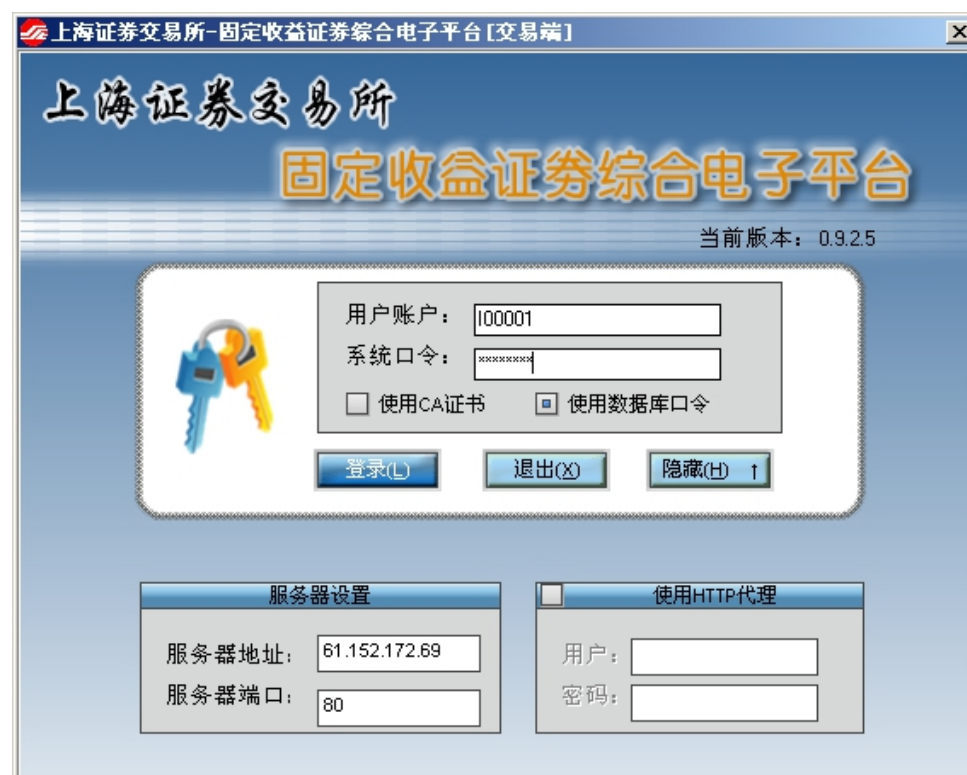 上海证券交易所-固定收益证券综合电子平台[交易端]
上海证券交易所
固定收益证券综合电子平台
当前版本：0.9.2.5
用户账户： I00001
系统口令： ********
使用CA证书 使用数据库口令
登录(L) 退出(X) 隐藏(H) ↑
服务器设置 使用HTTP代理
服务器地址: 61.152.172.69 用户:
服务器端口: 80 密码: